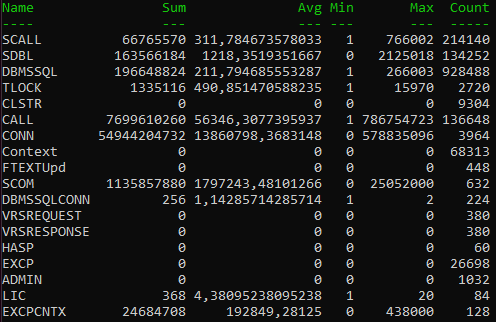 Name Sum Avg Min Max Count
---- --- --- --- --- -----
SCALL 66765570 311,784673578033 1 766002 214140
SDBL 163566184 1218,3519351667 0 2125018 134252
DBMSSQL 196648824 211,794685553287 1 266003 928488
TLOCK 1335116 490,851470588235 1 15970 2720
CLSTR 0 0 0 0 9304
CALL 7699610260 56346,3077395937 1 786754723 136648
CONN 54944204732 13860798,3683148 0 578835096 3964
Context 0 0 0 0 68313
FTEXTUpd 0 0 0 0 448
SCOM 1135857880 1797243,48101266 0 25052000 632
DBMSSQLCONN 256 1,14285714285714 1 2 224
VRSREQUEST 0 0 0 0 380
VRSRESPONSE 0 0 0 0 380
HASP 0 0 0 0 60
EXCP 0 0 0 0 26698
ADMIN 0 0 0 0 1032
LIC 368 4,38095238095238 1 20 84
EXCPCNTX 24684708 192849,28125 0 438000 128